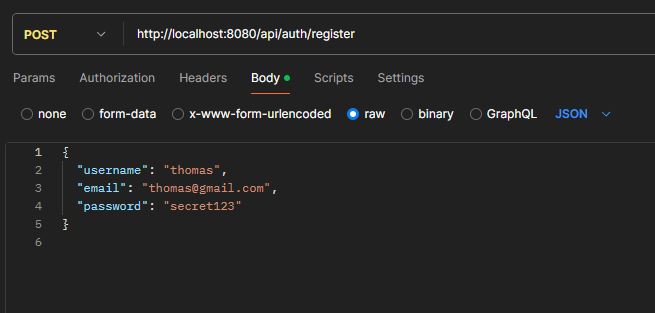 POST http://localhost:8080/api/auth/register
Params Authorization Headers Body Scripts Settings
none form-data x-www-form-urlencoded raw binary GraphQL JSON
1 {
2 "username": "thomas",
3 "email": "thomas@gmail.com",
4 "password": "secret123"
5 }
6